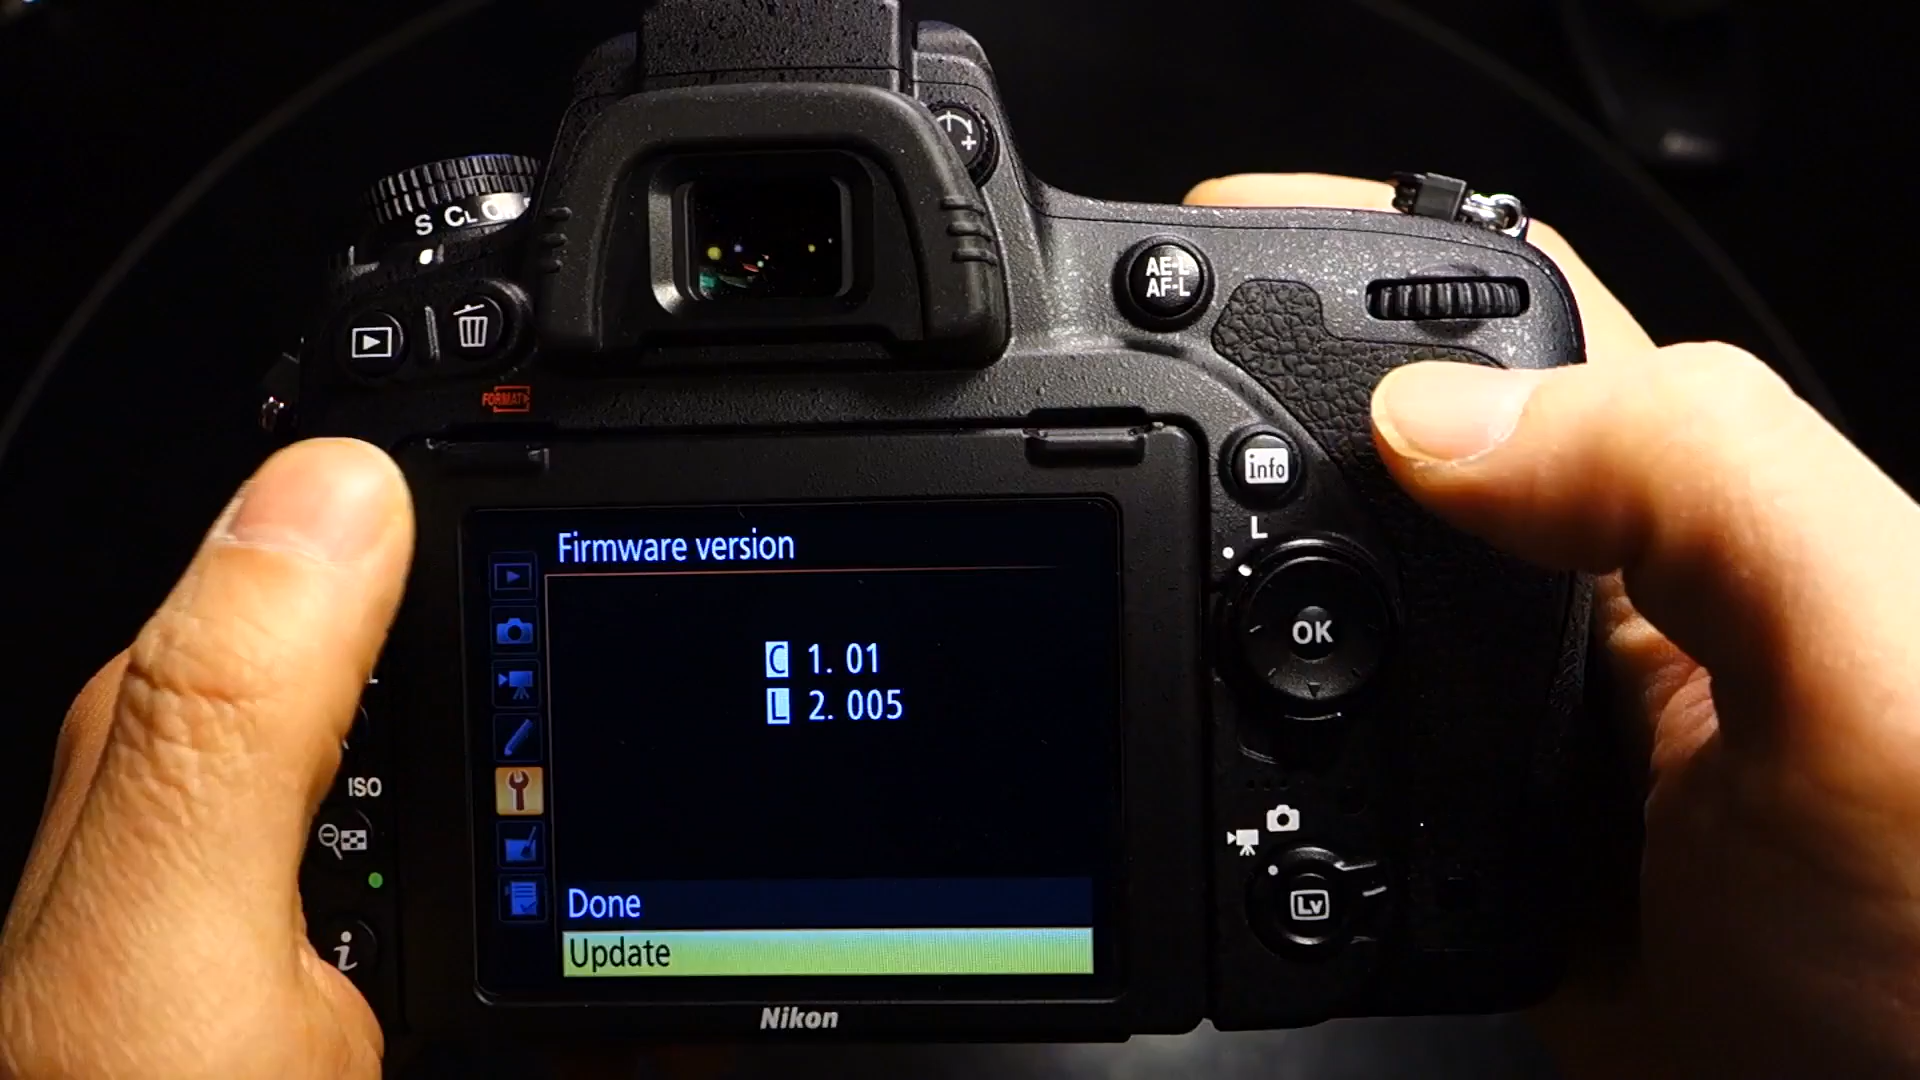 S CL
AE-L
AF-L
FORMAT
info
L
Firmware version
C 1. 01
L 2. 005
OK
ISO
Done
i
Lv
Update
Nikon